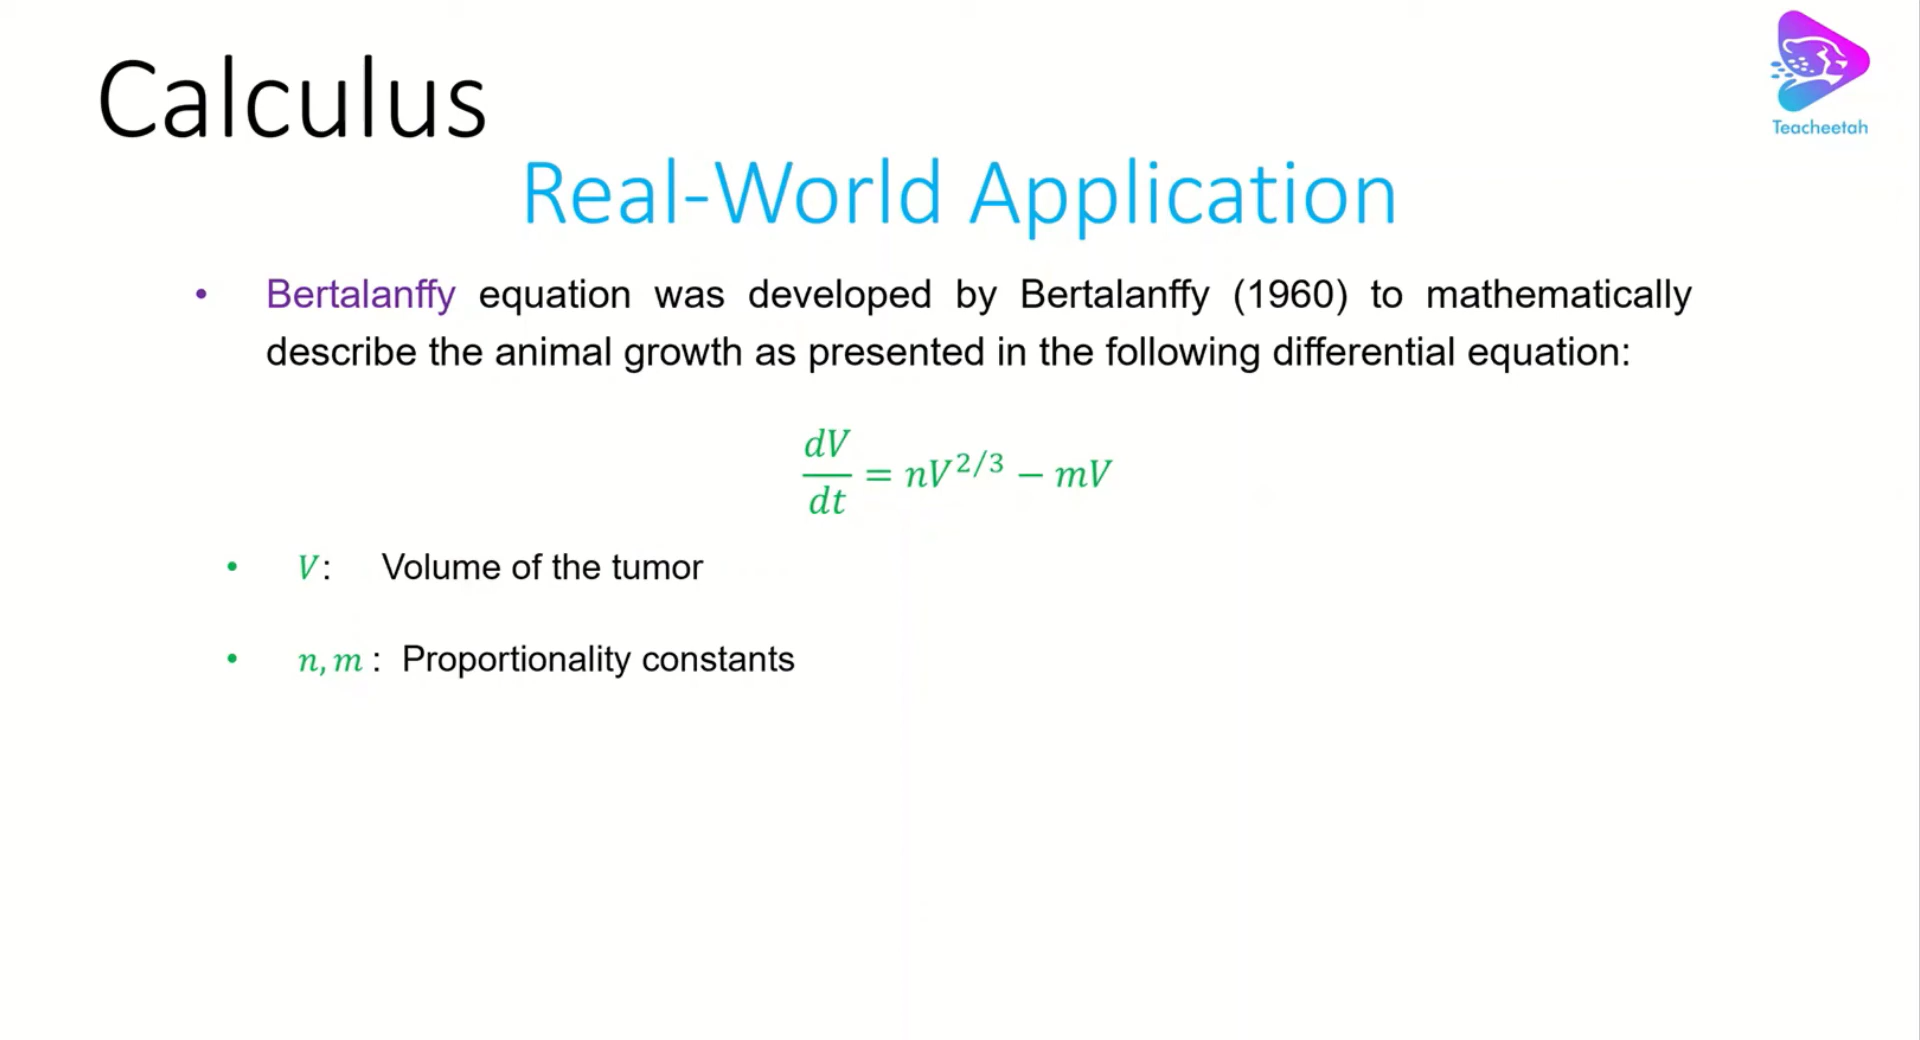 Calculus
Teacheetah
Real-World Application
• Bertalanffy equation was developed by Bertalanffy (1960) to mathematically
describe the animal growth as presented in the following differential equation:
dV/dt = nV^{2/3} − mV
• V: Volume of the tumor
• n, m : Proportionality constants